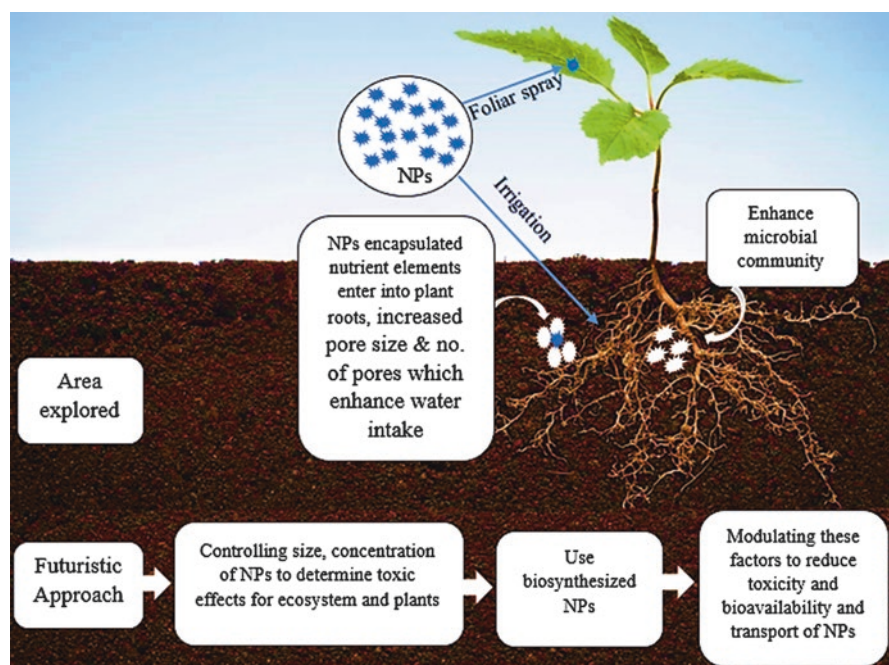 Foliar spray
NPs
Irrigation
NPs encapsulated
nutrient elements
enter into plant
roots, increased
pore size & no.
of pores which
enhance water
intake
Enhance
microbial
community
Area
explored
Futuristic
Approach
Controlling size, concentration
of NPs to determine toxic
effects for ecosystem and plants
Use
biosynthesized
NPs
Modulating these
factors to reduce
toxicity and
bioavailability and
transport of NPs